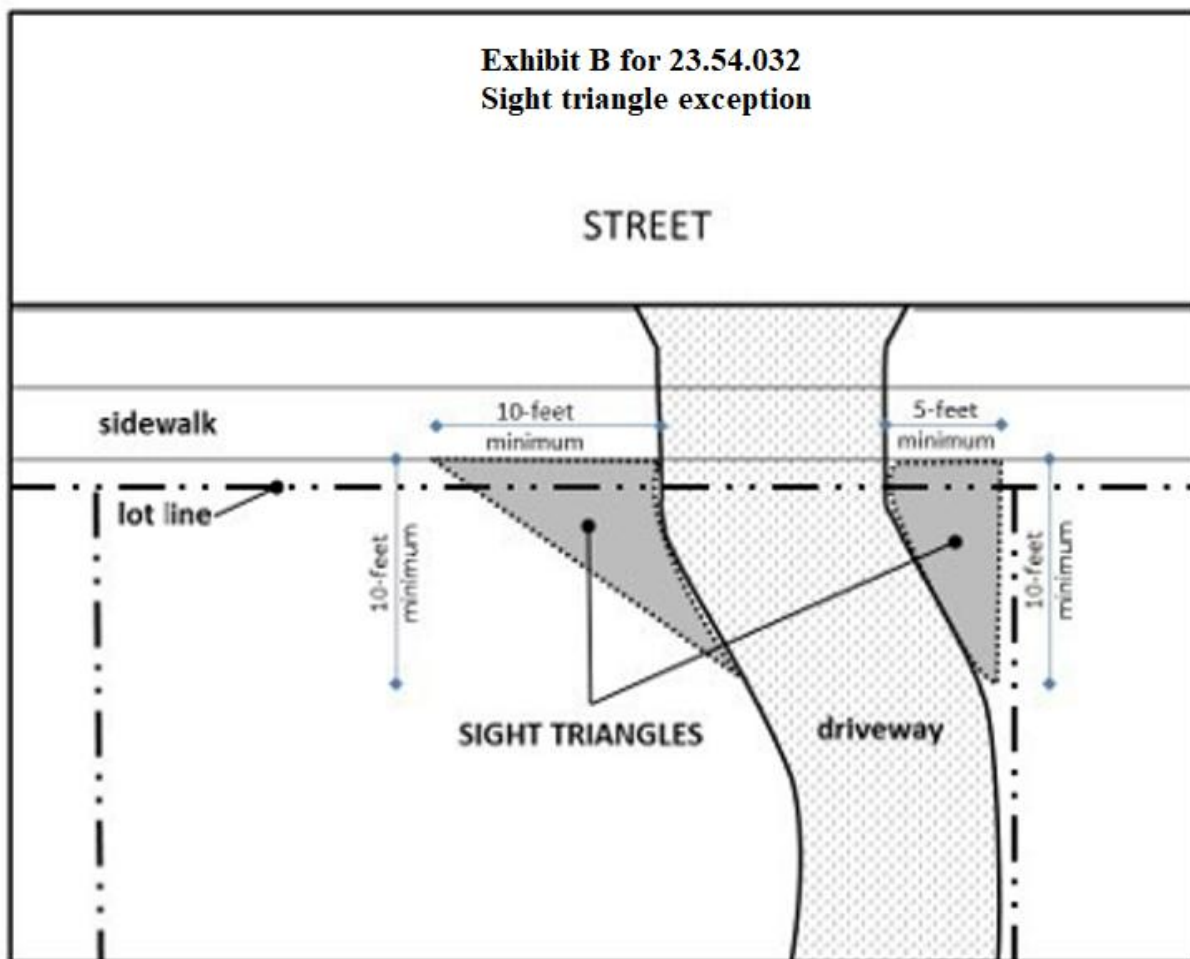 Exhibit B for 23.54.032
Sight triangle exception
STREET
sidewalk
10-feet
minimum
5-feet
minimum
lot line
10-feet
minimum
10-feet
minimum
SIGHT TRIANGLES
driveway